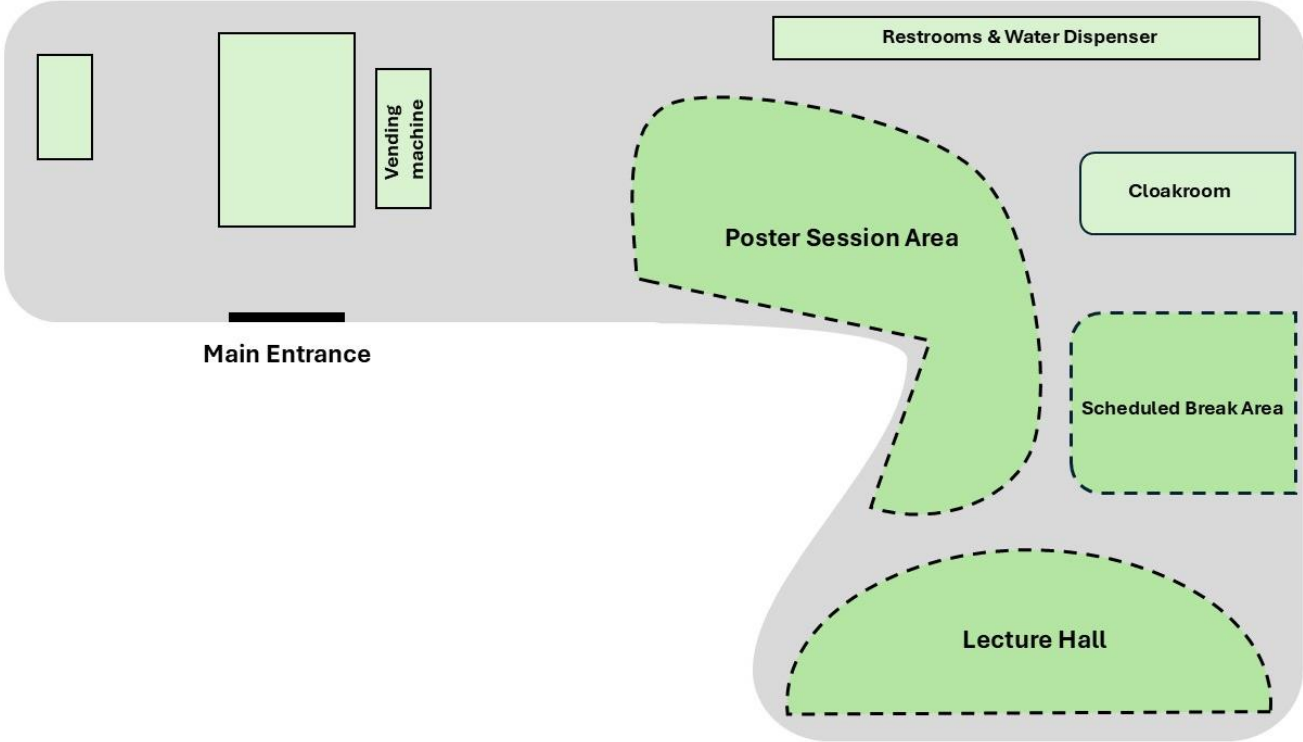 Restrooms & Water Dispenser
Vending
machine
Cloakroom
Poster Session Area
Main Entrance
Scheduled Break Area
Lecture Hall